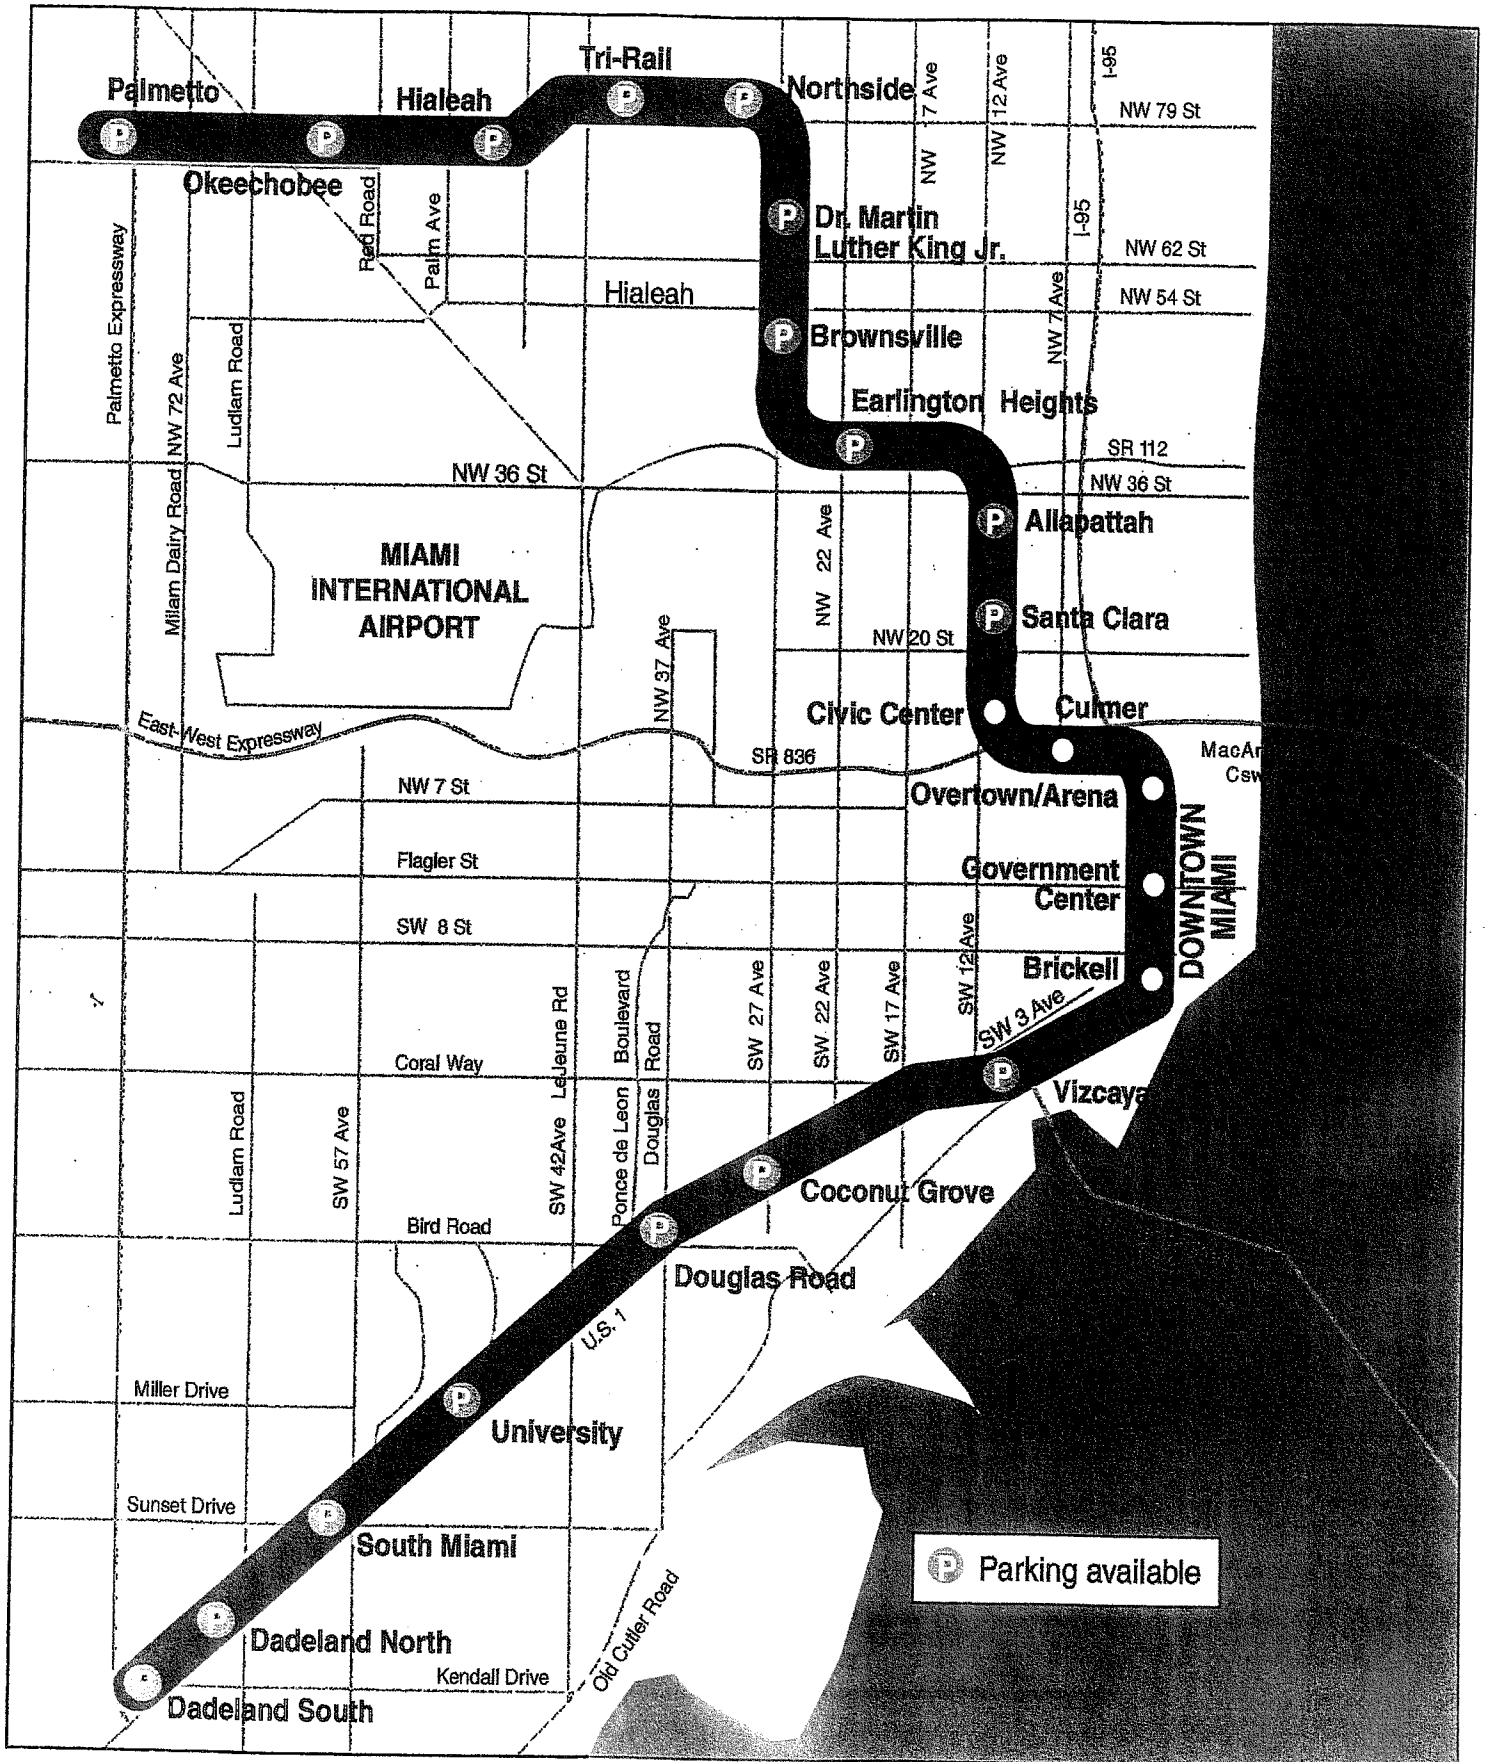 Tri-Rail
Palmetto
Hialeah
Northside
NW 7 Ave
NW 12 Ave
I-95
NW 79 St
P
P
P
P
P
Okeechobee
Red Road
Palm Ave
P
Dr. Martin
Luther King Jr.
I-95
NW 62 St
Palmetto Expressway
Hialeah
NW 54 St
P
Brownsville
NW 7 Ave
Milam Dairy Road NW 72 Ave
Ludlam Road
Earlington Heights
P
SR 112
NW 36 St
NW 36 St
P
Allapattah
MIAMI
INTERNATIONAL
AIRPORT
NW 22 Ave
P
Santa Clara
NW 37 Ave
NW 20 St
Civic Center
Culmer
East-West Expressway
SR 836
MacAr
Csw
NW 7 St
Overtown/Arena
DOWNTOWN
MIAMI
Flagler St
Government
Center
SW 8 St
SW 12 Ave
Brickell
SW 42Ave LeJeune Rd
Ponce de Leon Boulevard
Douglas Road
Douglas Road
SW 27 Ave
SW 22 Ave
SW 17 Ave
SW 3 Ave
Coral Way
P
Vizcaya
Ludlam Road
SW 57 Ave
P
Coconut Grove
Bird Road
P
Douglas Road
U.S. 1
Miller Drive
P
University
Sunset Drive
P
South Miami
P
Parking available
P
Dadeland North
Old Cutler Road
Kendall Drive
P
Dadeland South